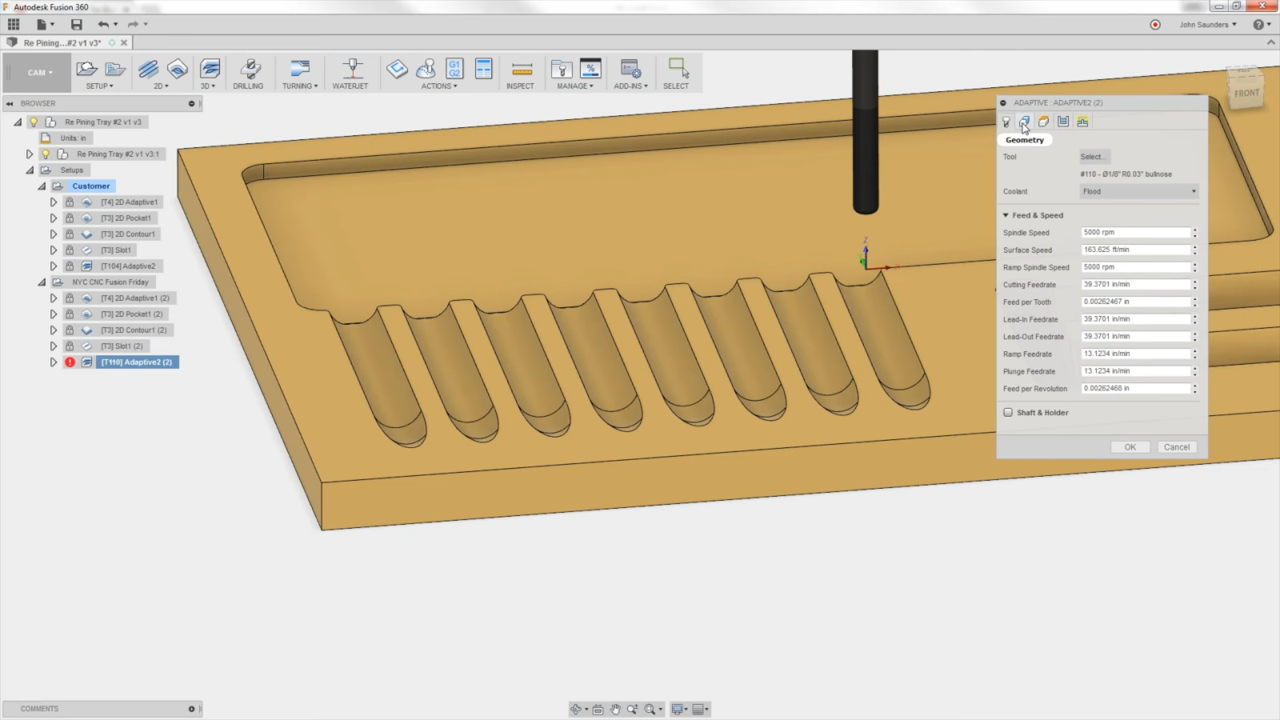 Autodesk Fusion 360
John Saunders
Re Pining...#2 v1 v3*
CAM
SETUP
2D
3D
DRILLING
TURNING
WATERJET
G1
G2
ACTIONS
INSPECT
MANAGE
ADD-INS
SELECT
BROWSER
Re Pining Tray #2 v1 v3
Units: in
Re Pining Tray #2 v1 v3:1
Setups
Customer
[T4] 2D Adaptive1
[T3] 2D Pocket1
[T3] 2D Contour1
[T3] Slot1
[T104] Adaptive2
NYC CNC Fusion Friday
[T4] 2D Adaptive1 (2)
[T3] 2D Pocket1 (2)
[T3] 2D Contour1 (2)
[T3] Slot1 (2)
[T110] Adaptive2 (2)
Z
FRONT
ADAPTIVE : ADAPTIVE2 (2)
Geometry
Tool Select...
#110 - Ø1/8" R0.03" bullnose
Coolant Flood
Feed & Speed
Spindle Speed 5000 rpm
Surface Speed 163.625 ft/min
Ramp Spindle Speed 5000 rpm
Cutting Feedrate 39.3701 in/min
Feed per Tooth 0.00262467 in
Lead-In Feedrate 39.3701 in/min
Lead-Out Feedrate 39.3701 in/min
Ramp Feedrate 13.1234 in/min
Plunge Feedrate 13.1234 in/min
Feed per Revolution 0.00262468 in
Shaft & Holder
OK Cancel
COMMENTS